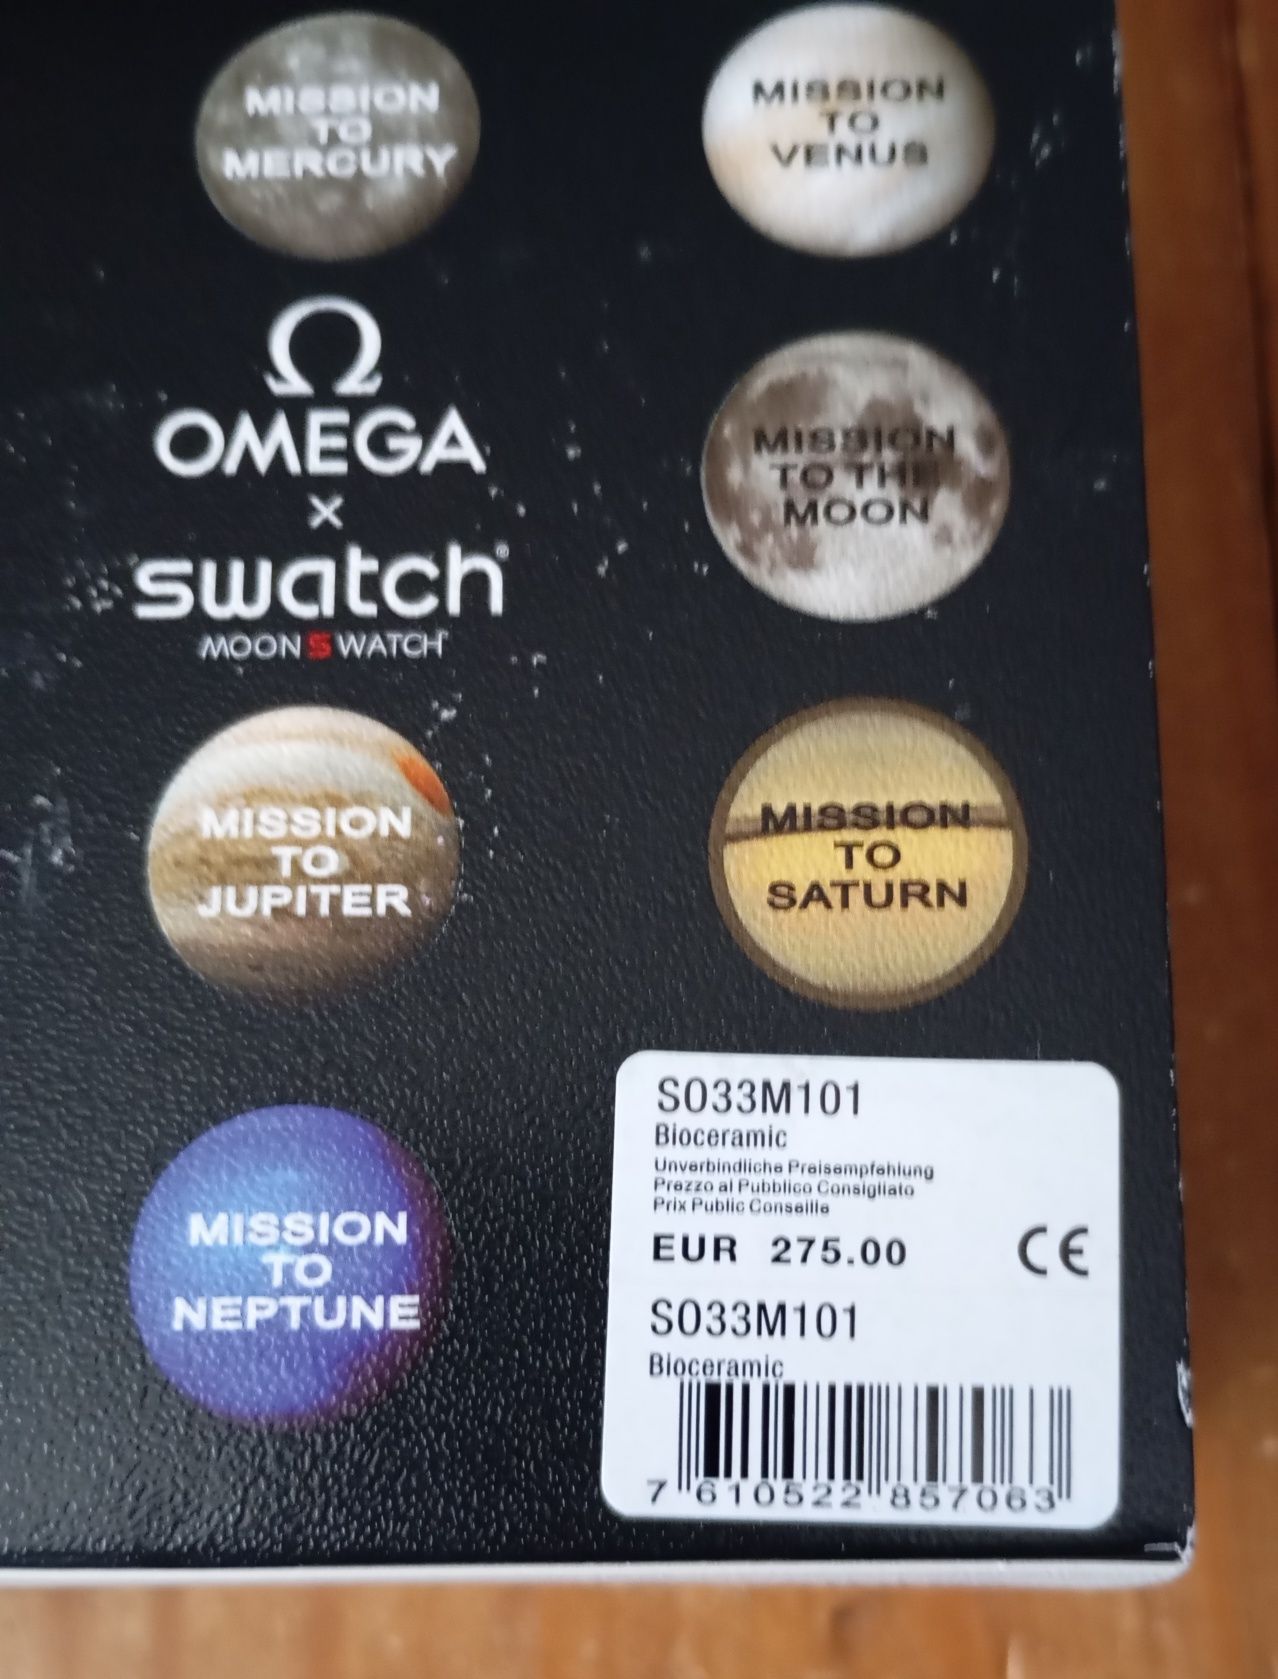 MISSION
TO
MERCURY
MISSION
TO
VENUS
Ω
OMEGA
×
swatch®
MOONSWATCH
MISSION
TO THE
MOON
MISSION
TO
JUPITER
MISSION
TO
SATURN
MISSION
TO
NEPTUNE
SO33M101
Bioceramic
Unverbindliche Preisempfehlung
Prezzo al Pubblico Consigliato
Prix Public Conseille
EUR 275.00
CE
SO33M101
Bioceramic
7 610522 857063